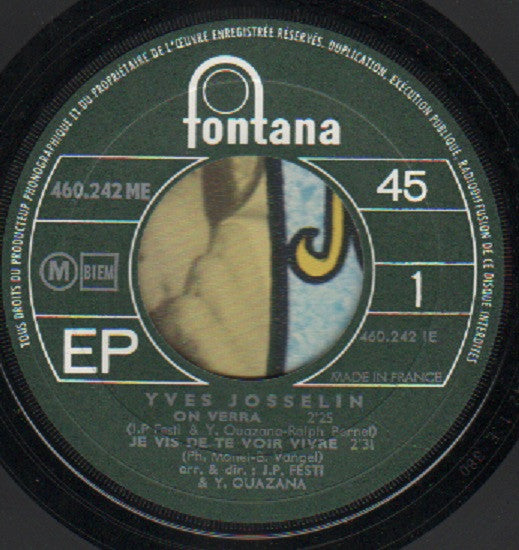 TOUS DROITS DU PRODUCTEUR PHONOGRAPHIQUE ET DU PROPRIÉTAIRE DE L'ŒUVRE ENREGISTRÉE RÉSERVÉS. DUPLICATION, EXÉCUTION PUBLIQUE, RADIODIFFUSION DE CE DISQUE INTERDITES
fontana
460.242 ME
45
M BIEM
1
EP
460.242 1E
MADE IN FRANCE
YVES JOSSELIN
ON VERRA 2'25
(J.P Festi & Y. Ouazana-Ralph Bernet)
JE VIS DE TE VOIR VIVRE 2'31
(Ph. Monet-B. Vangel)
arr. & dir. : J.P. FESTI
& Y. OUAZANA